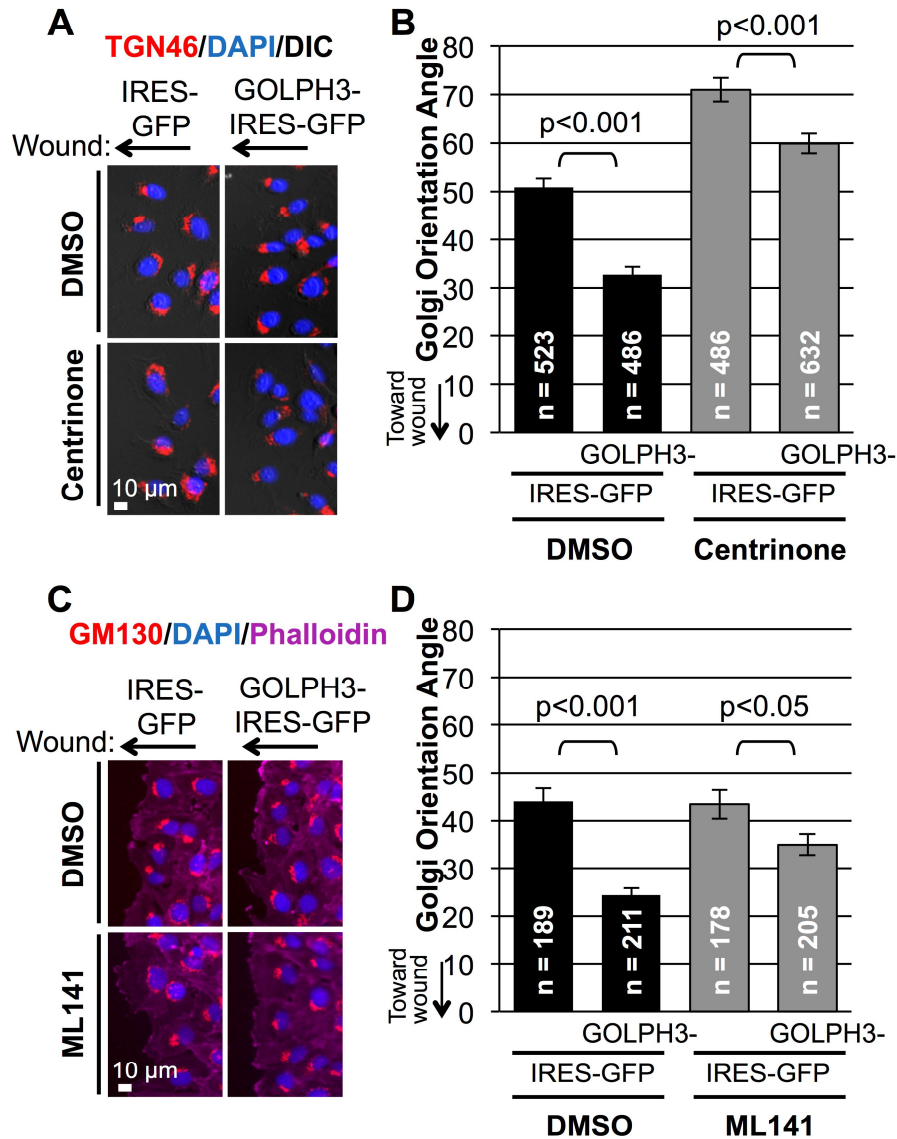 A
TGN46/DAPI/DIC
IRES-
GFP
GOLPH3-
IRES-GFP
Wound:
DMSO
Centrinone
10 µm
B
Golgi Orientation Angle
80
70
60
50
40
30
20
10
0
Toward
wound
p<0.001
p<0.001
n = 523
n = 486
n = 486
n = 632
GOLPH3-
GOLPH3-
IRES-GFP
IRES-GFP
DMSO
Centrinone
C
GM130/DAPI/Phalloidin
IRES-
GFP
GOLPH3-
IRES-GFP
Wound:
DMSO
ML141
10 µm
D
Golgi Orientaion Angle
80
70
60
50
40
30
20
10
0
Toward
wound
p<0.001
p<0.05
n = 189
n = 211
n = 178
n = 205
GOLPH3-
GOLPH3-
IRES-GFP
IRES-GFP
DMSO
ML141